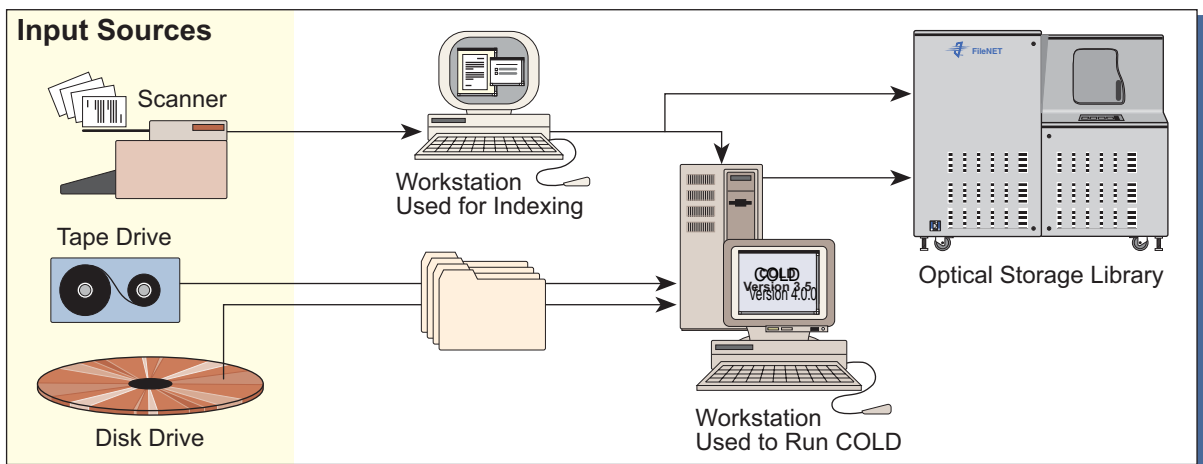 Input Sources
Scanner
Workstation
Used for Indexing
FileNET
Optical Storage Library
Tape Drive
COLD
Version 3.5
COLD
Version 4.0.0
Disk Drive
Workstation
Used to Run COLD